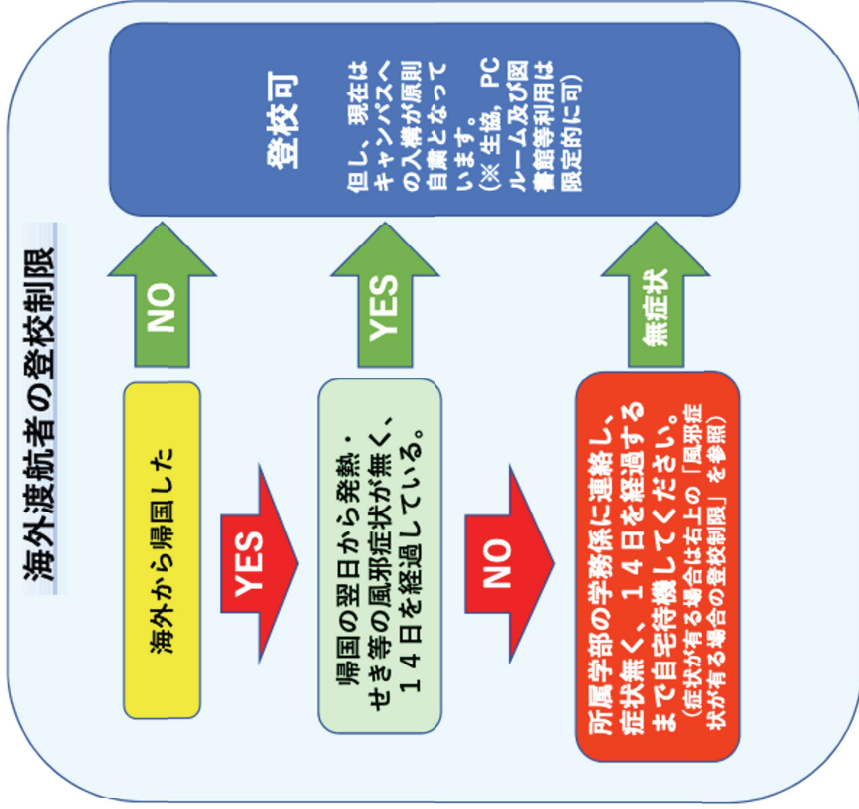 海外渡航者の登校制限
海外から帰国した
NO
YES
帰国の翌日から発熱・
せき等の風邪症状が無く、
１４日を経過している。
YES
NO
所属学部の学務係に連絡し、
症状無く、１４日を経過する
まで自宅待機してください。
（症状が有る場合は右上の「風邪症
状が有る場合の登校制限」を参照）
無症状
登校可
但し、現在は
キャンパスへ
の入構が原則
自粛となって
います。
（※ 生協，PC
ルーム及び図
書館等利用は
限定的に可）